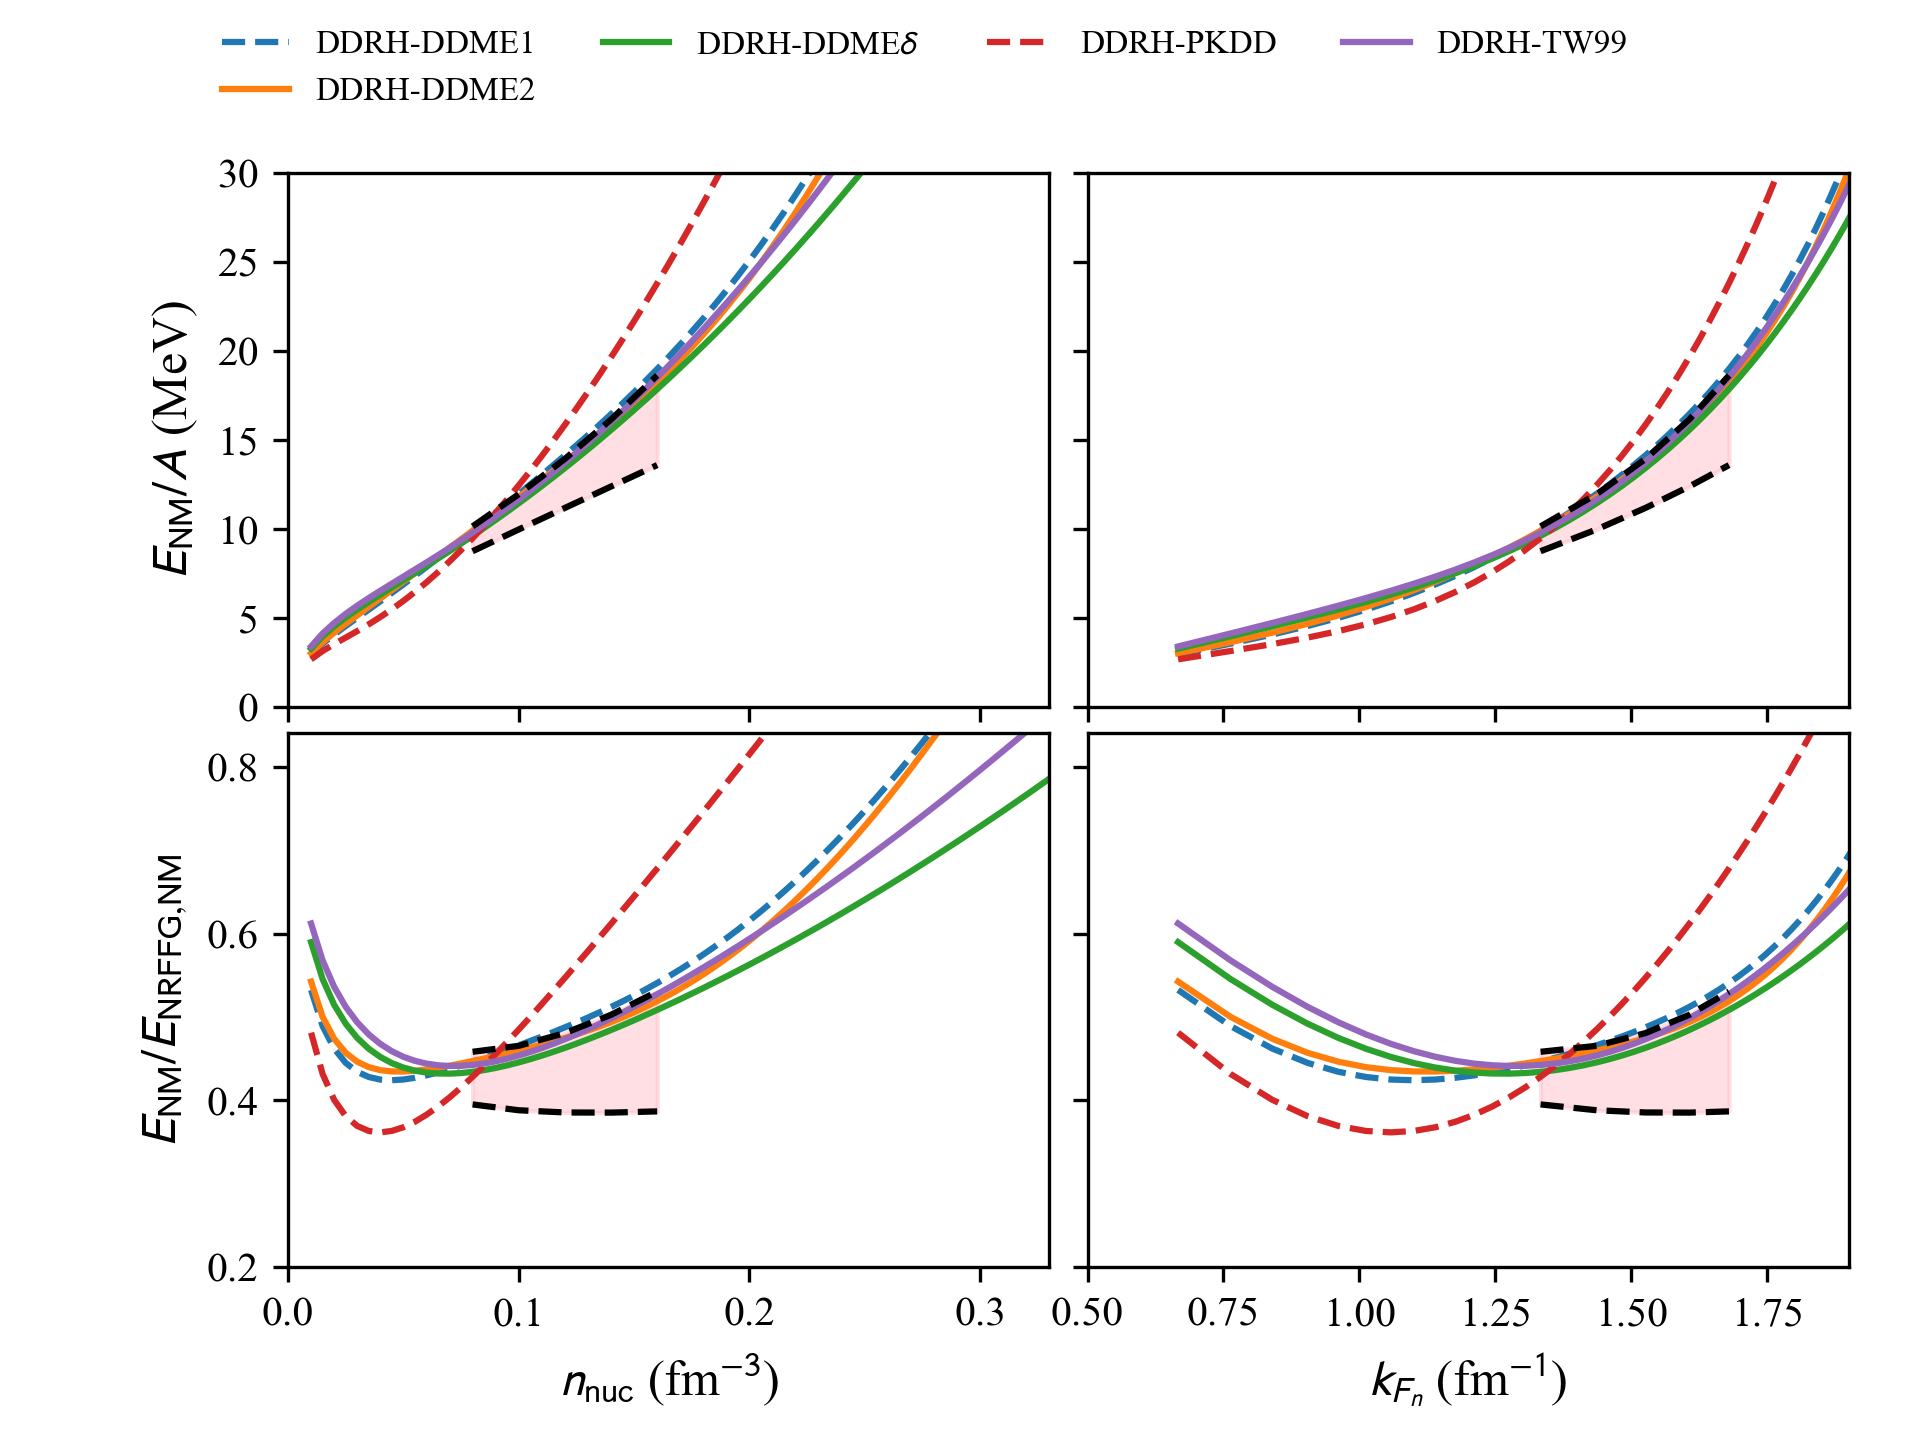 DDRH-DDME1 DDRH-DDMEδ DDRH-PKDD DDRH-TW99
DDRH-DDME2
30
25
20
15
10
5
0
E_NM/A (MeV)
0.8
0.6
0.4
0.2
E_NM/E_NRFFG,NM
0.0 0.1 0.2 0.3 0.50 0.75 1.00 1.25 1.50 1.75
n_nuc (fm⁻³) k_F_n (fm⁻¹)